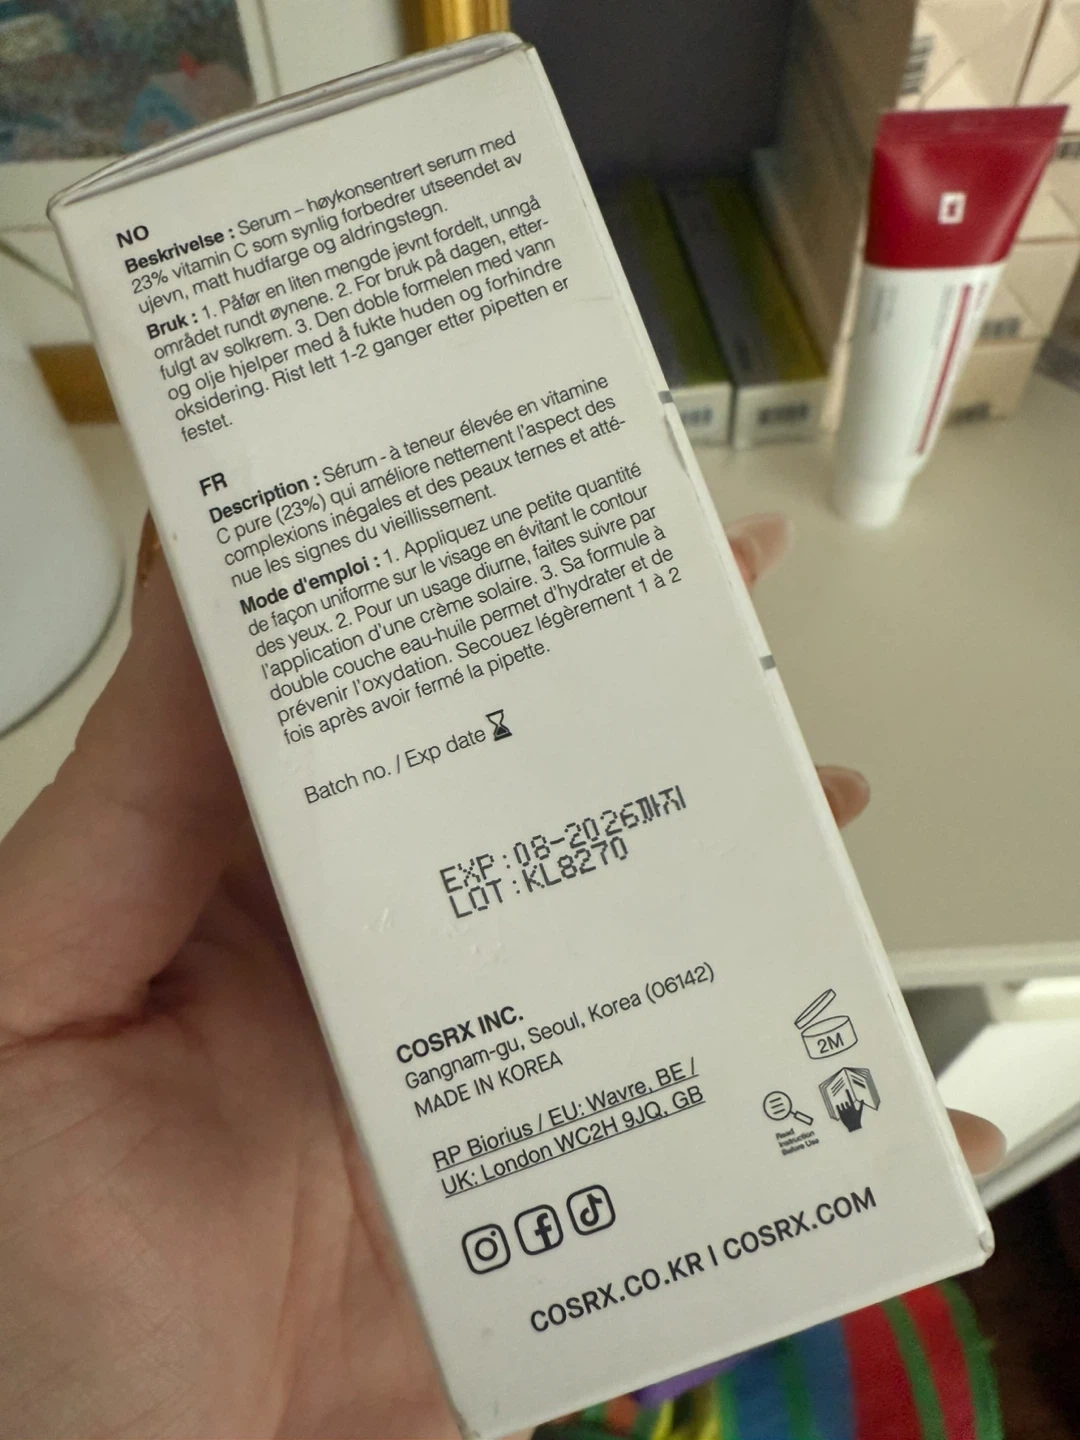 NO
Beskrivelse : Serum – høykonsentrert serum med
23% vitamin C som synlig forbedrer utseendet av
ujevn, matt hudfarge og aldringstegn.
Bruk : 1. Påfør en liten mengde jevnt fordelt, unngå
området rundt øynene. 2. For bruk på dagen, etter-
fulgt av solkrem. 3. Den doble formelen med vann
og olje hjelper med å fukte huden og forhindre
oksidering. Rist lett 1-2 ganger etter pipetten er
festet.
FR
Description : Sérum - à teneur élevée en vitamine
C pure (23%) qui améliore nettement l'aspect des
complexions inégales et des peaux ternes et atté-
nue les signes du vieillissement.
Mode d'emploi : 1. Appliquez une petite quantité
de façon uniforme sur le visage en évitant le contour
des yeux. 2. Pour un usage diurne, faites suivre par
l'application d'une crème solaire. 3. Sa formule à
double couche eau-huile permet d'hydrater et de
prévenir l'oxydation. Secouez légèrement 1 à 2
fois après avoir fermé la pipette.
Batch no. / Exp date
EXP :08-2026까지
LOT :KL8270
COSRX INC.
Gangnam-gu, Seoul, Korea (06142)
MADE IN KOREA
RP Biorius / EU: Wavre, BE /
UK: London WC2H 9JQ, GB
2M
Read
Instruction
Before Use
COSRX.CO.KR I COSRX.COM